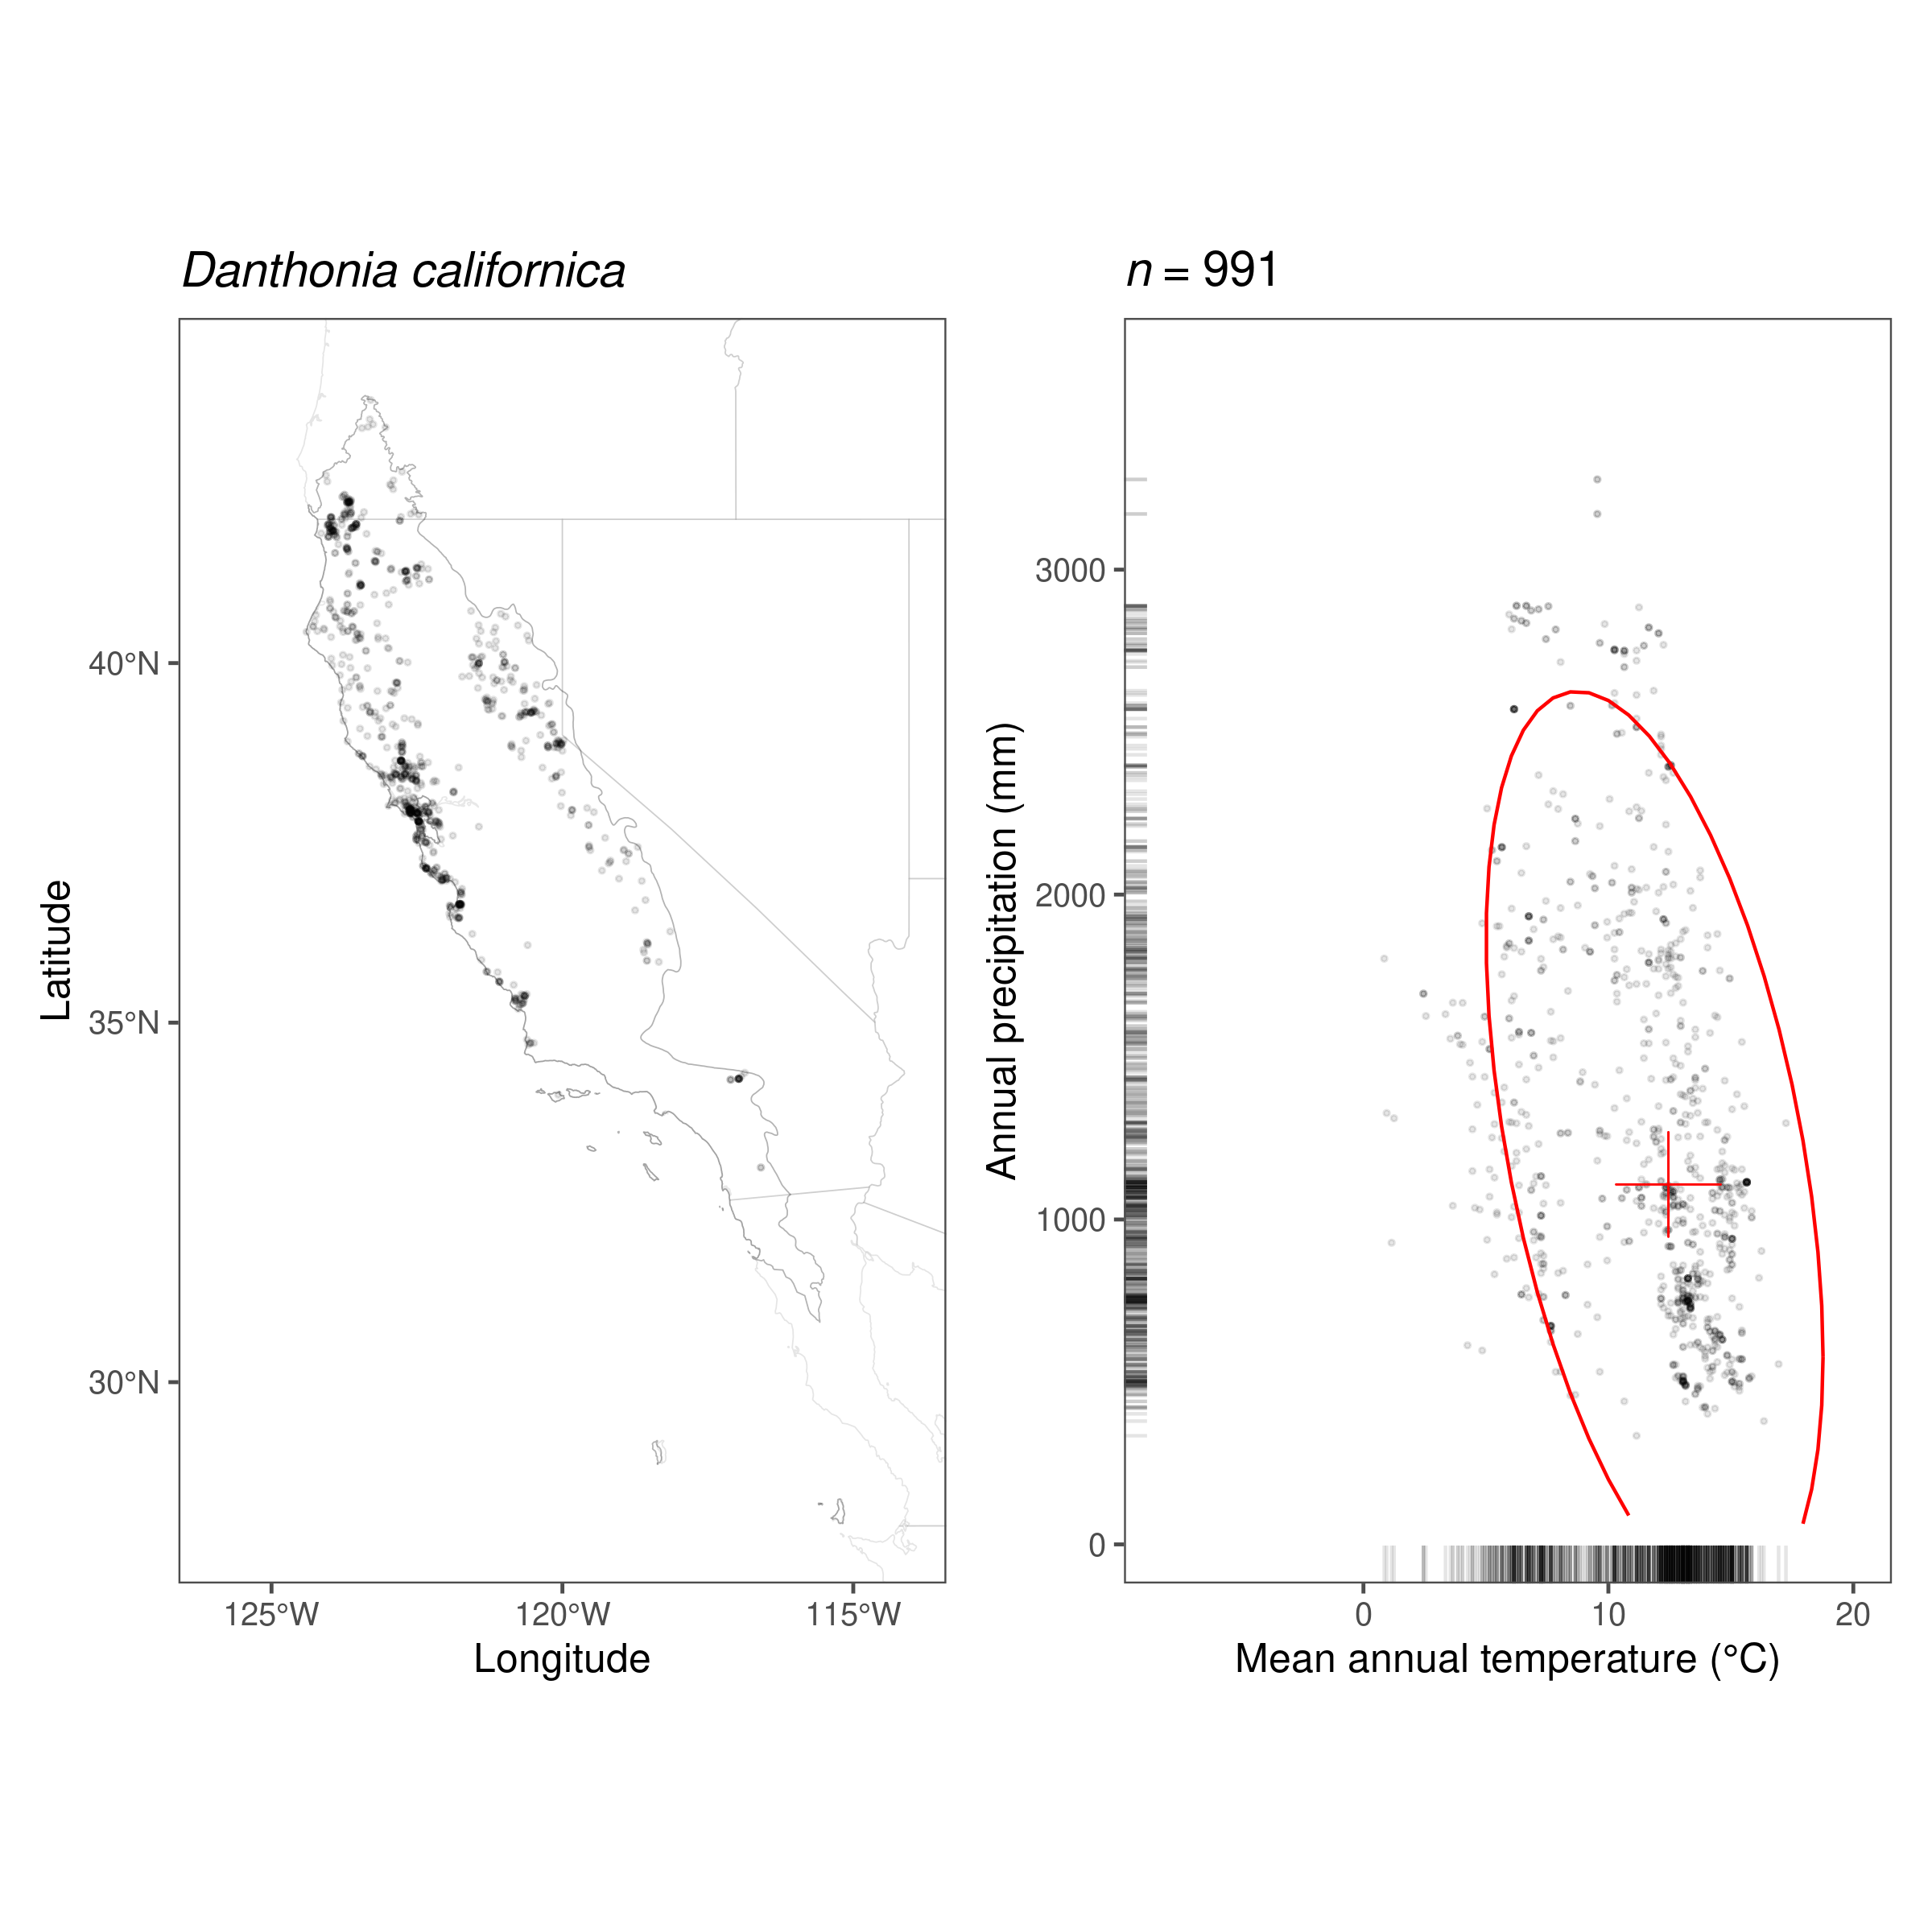 Danthonia californica
n = 991
Latitude
40°N
35°N
30°N
125°W
120°W
115°W
Longitude
Annual precipitation (mm)
3000
2000
1000
0
0
10
20
Mean annual temperature (°C)